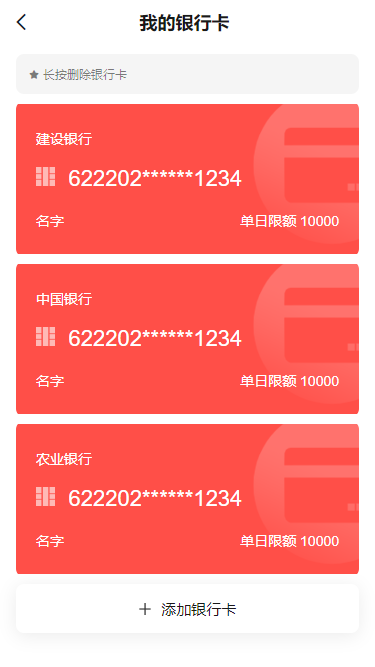 我的银行卡
长按删除银行卡
建设银行
622202******1234
名字 单日限额 10000
中国银行
622202******1234
名字 单日限额 10000
农业银行
622202******1234
名字 单日限额 10000
添加银行卡